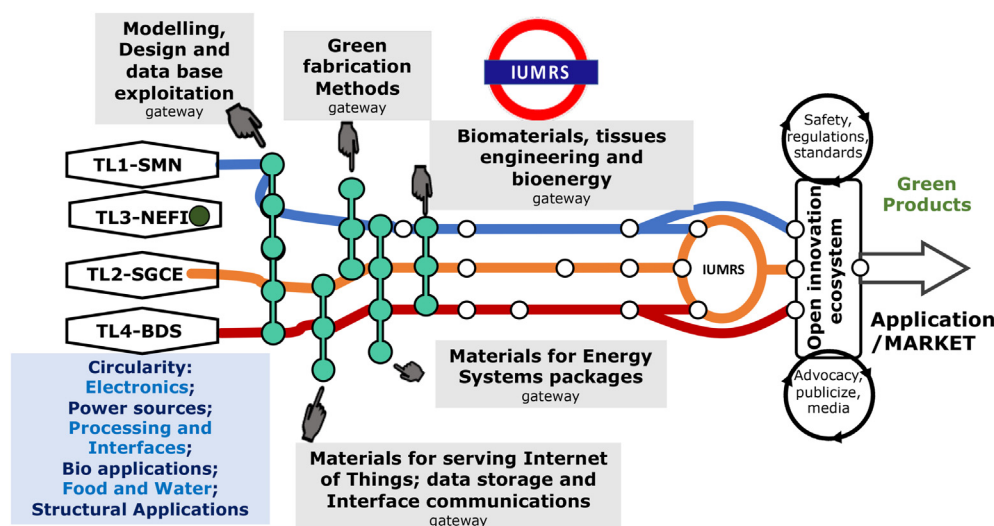 Modelling,
Design and
data base
exploitation
gateway
Green
fabrication
Methods
gateway
IUMRS
Biomaterials, tissues
engineering and
bioenergy
gateway
Safety,
regulations,
standards
TL1-SMN
TL3-NEFI
TL2-SGCE
TL4-BDS
IUMRS
Open innovation
ecosystem
Green
Products
Application
/MARKET
Advocacy,
publicize,
media
Materials for Energy
Systems packages
gateway
Circularity:
Electronics;
Power sources;
Processing and
Interfaces;
Bio applications;
Food and Water;
Structural Applications
Materials for serving Internet
of Things; data storage and
Interface communications
gateway